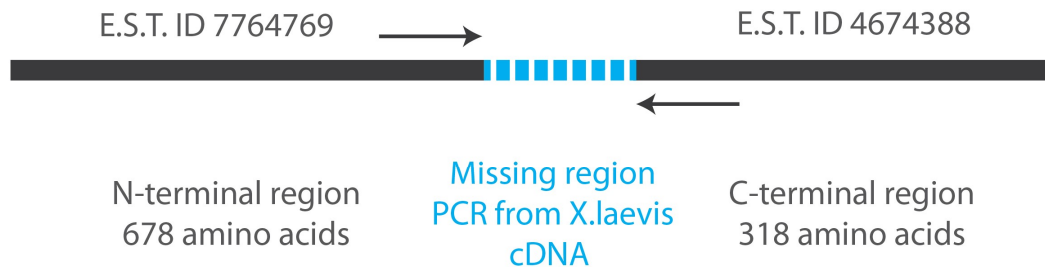 E.S.T. ID 7764769
E.S.T. ID 4674388
N-terminal region
678 amino acids
Missing region
PCR from X.laevis
cDNA
C-terminal region
318 amino acids